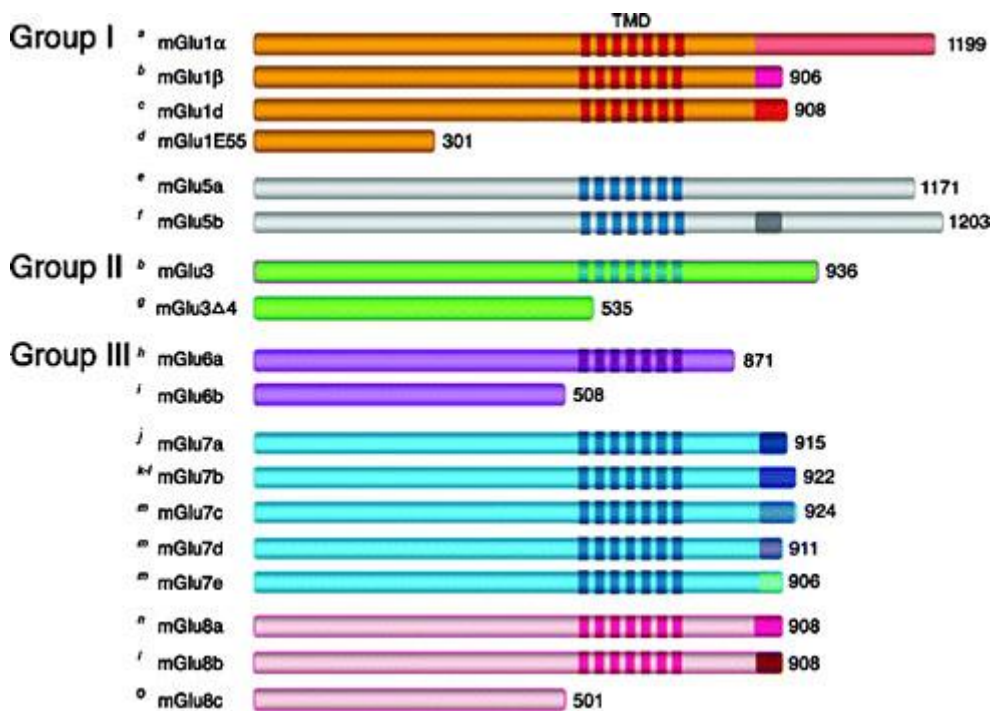 TMD
Group I a mGlu1α 1199
b mGlu1β 906
c mGlu1d 908
d mGlu1E55 301
e mGlu5a 1171
f mGlu5b 1203
Group II b mGlu3 936
g mGlu3Δ4 535
Group III h mGlu6a 871
i mGlu6b 508
j mGlu7a 915
k-l mGlu7b 922
m mGlu7c 924
m mGlu7d 911
m mGlu7e 906
n mGlu8a 908
i mGlu8b 908
o mGlu8c 501